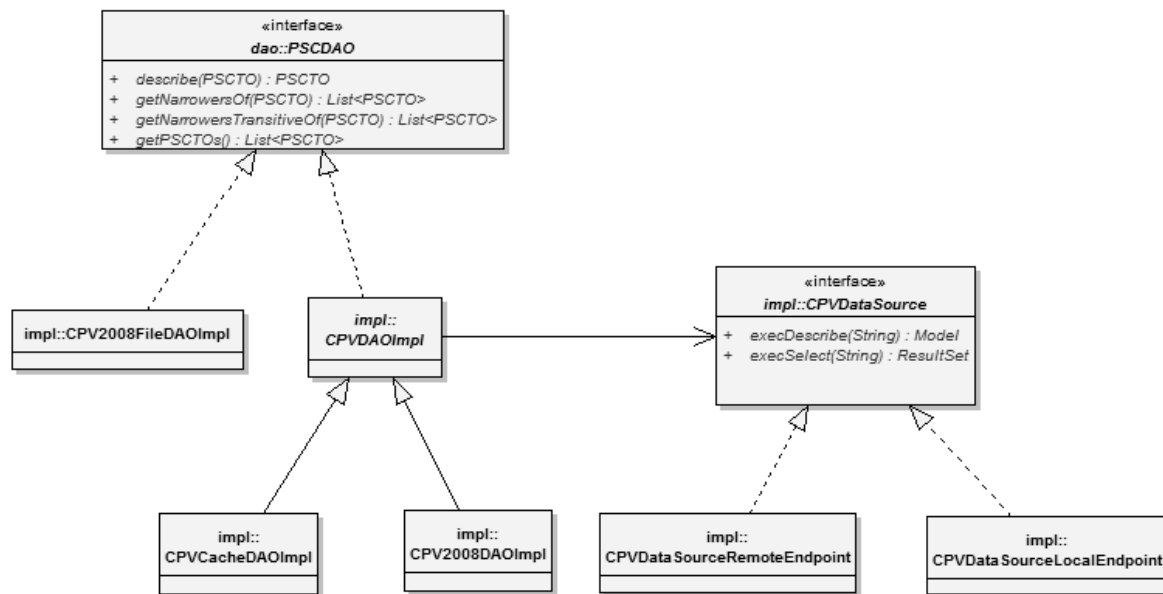 «interface»
dao::PSCDAO
+ describe(PSCTO) : PSCTO
+ getNarrowersOf(PSCTO) : List<PSCTO>
+ getNarrowersTransitiveOf(PSCTO) : List<PSCTO>
+ getPSCTOs() : List<PSCTO>
impl::CPV2008FileDAOImpl
impl::
CPVDAOImpl
«interface»
impl::CPVDataSource
+ execDescribe(String) : Model
+ execSelect(String) : ResultSet
impl::
CPVCacheDAOImpl
impl::
CPV2008DAOImpl
impl::
CPVDataSourceRemoteEndpoint
impl::
CPVDataSourceLocalEndpoint